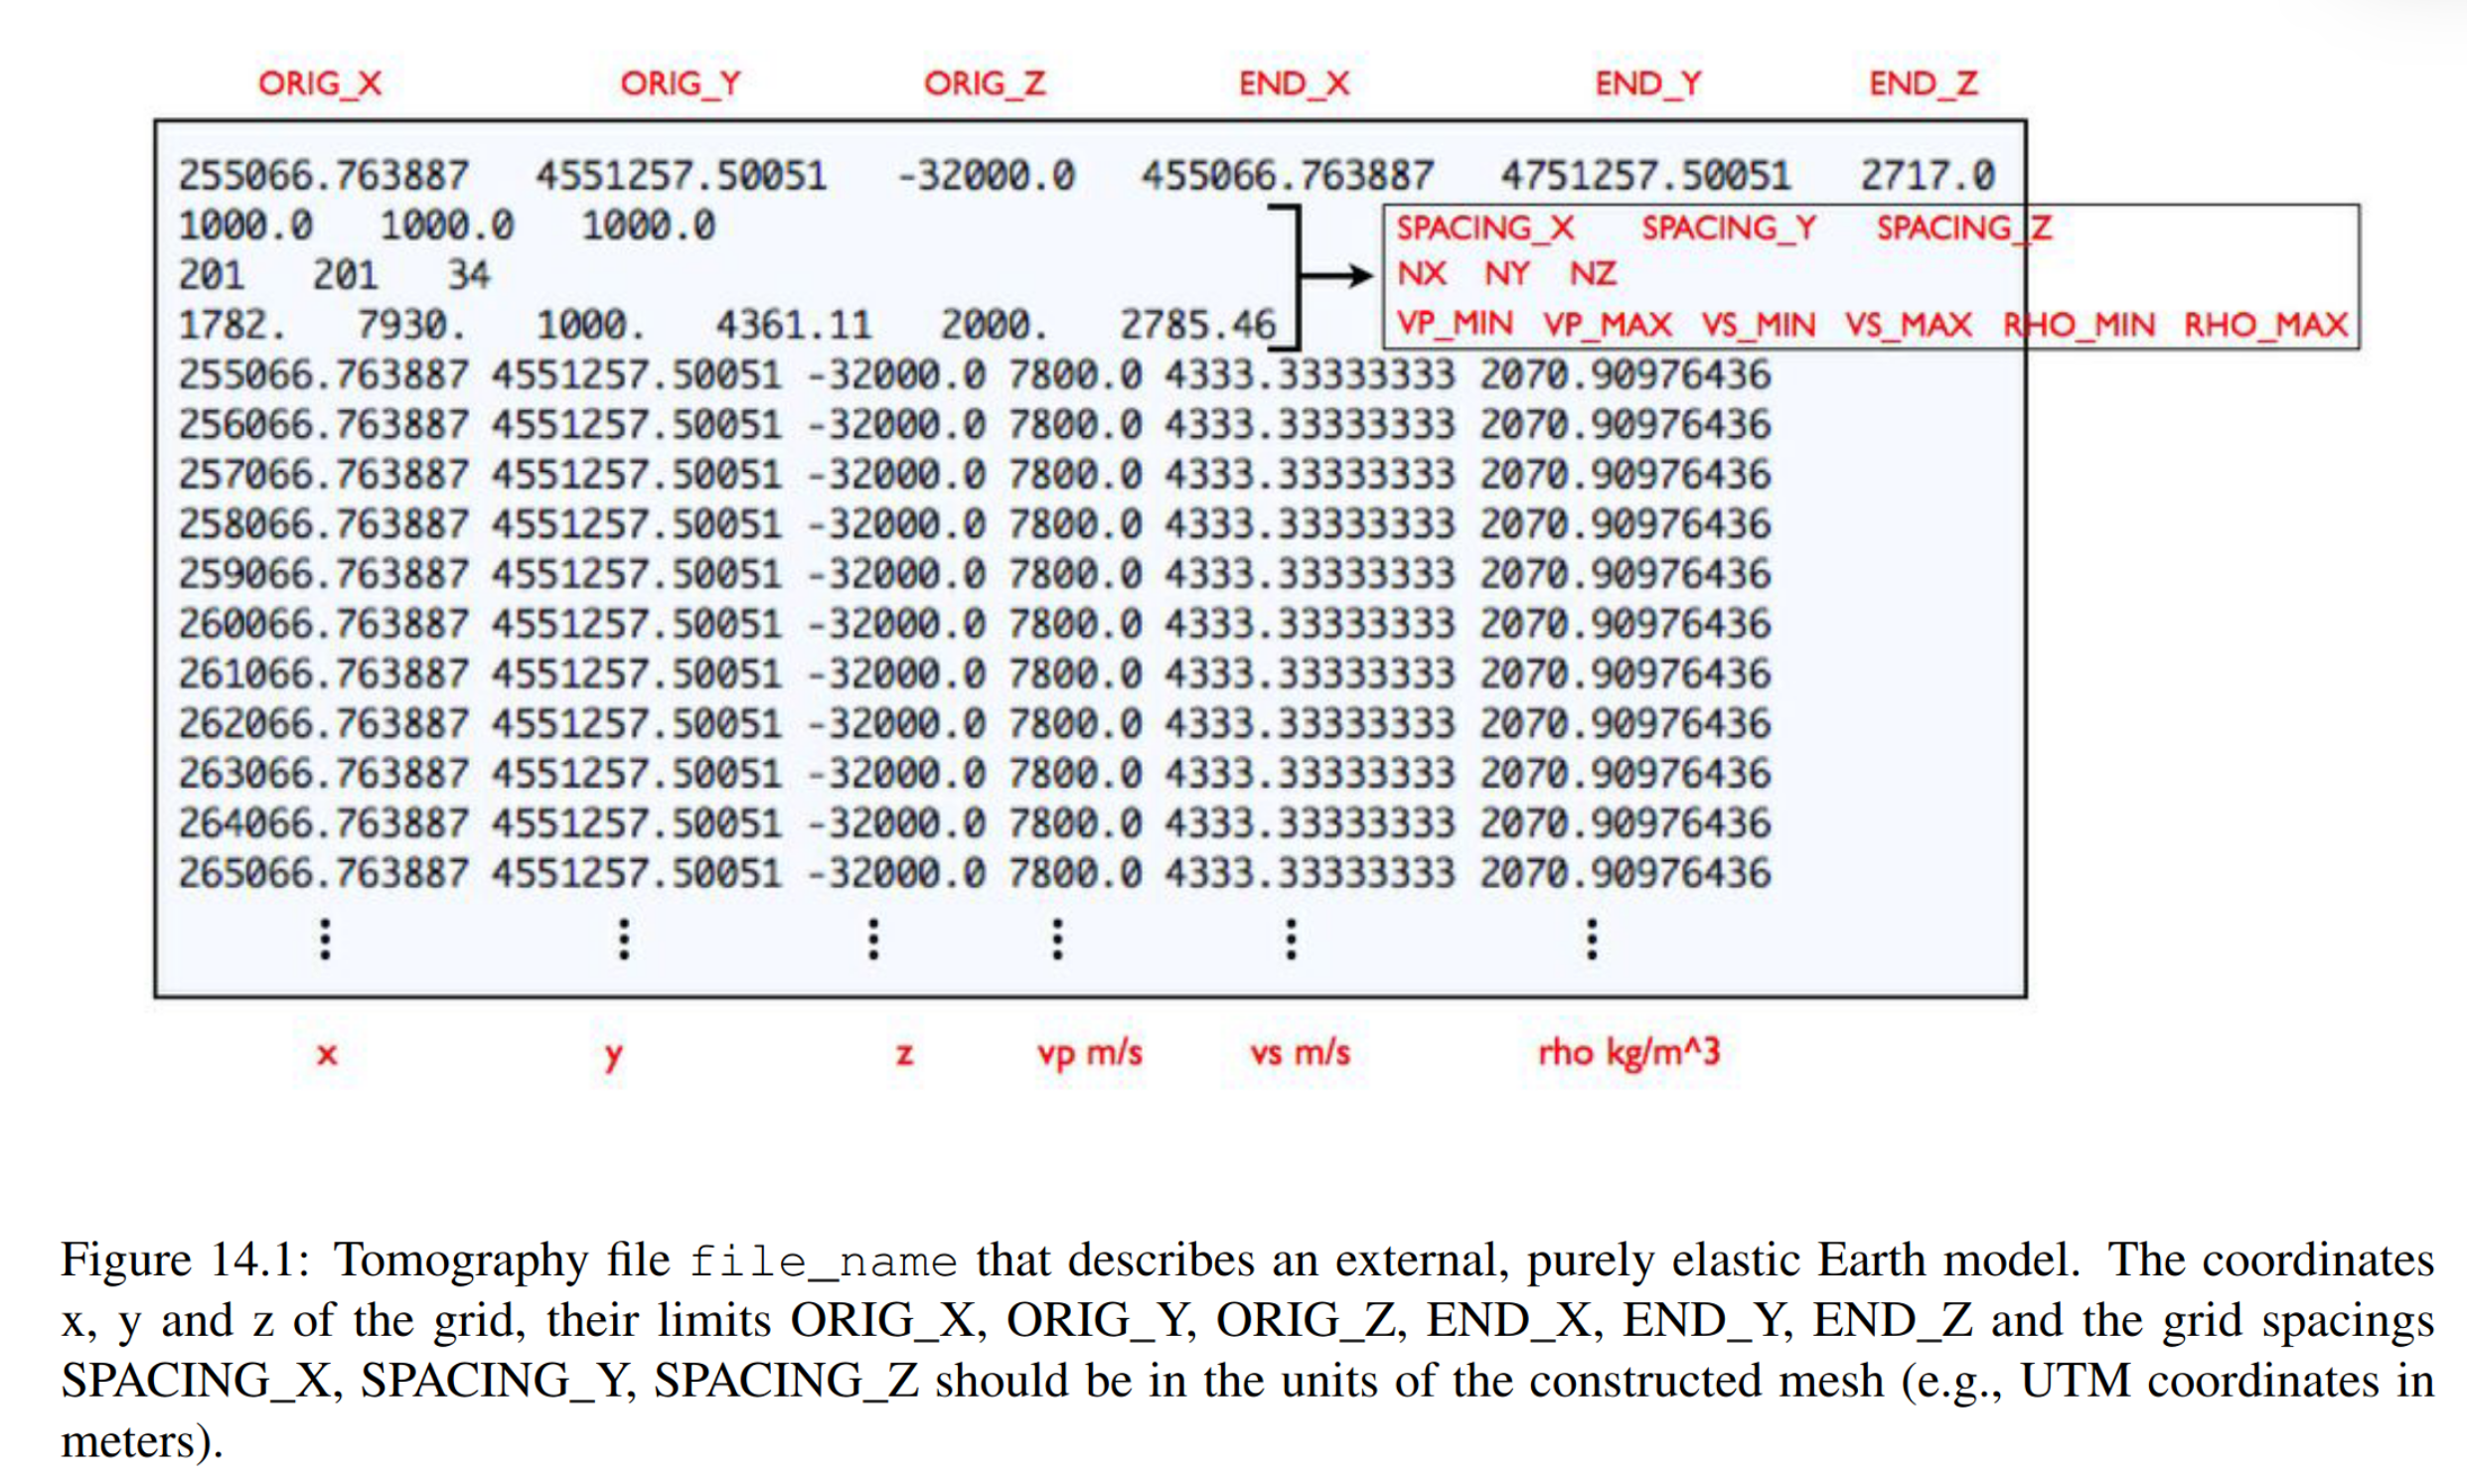 ORIG_X ORIG_Y ORIG_Z END_X END_Y END_Z
255066.763887 4551257.50051 -32000.0 455066.763887 4751257.50051 2717.0
1000.0 1000.0 1000.0 SPACING_X SPACING_Y SPACING_Z
201 201 34 NX NY NZ
1782. 7930. 1000. 4361.11 2000. 2785.46 VP_MIN VP_MAX VS_MIN VS_MAX RHO_MIN RHO_MAX
255066.763887 4551257.50051 -32000.0 7800.0 4333.33333333 2070.90976436
256066.763887 4551257.50051 -32000.0 7800.0 4333.33333333 2070.90976436
257066.763887 4551257.50051 -32000.0 7800.0 4333.33333333 2070.90976436
258066.763887 4551257.50051 -32000.0 7800.0 4333.33333333 2070.90976436
259066.763887 4551257.50051 -32000.0 7800.0 4333.33333333 2070.90976436
260066.763887 4551257.50051 -32000.0 7800.0 4333.33333333 2070.90976436
261066.763887 4551257.50051 -32000.0 7800.0 4333.33333333 2070.90976436
262066.763887 4551257.50051 -32000.0 7800.0 4333.33333333 2070.90976436
263066.763887 4551257.50051 -32000.0 7800.0 4333.33333333 2070.90976436
264066.763887 4551257.50051 -32000.0 7800.0 4333.33333333 2070.90976436
265066.763887 4551257.50051 -32000.0 7800.0 4333.33333333 2070.90976436
x y z vp m/s vs m/s rho kg/m^3
Figure 14.1: Tomography file file_name that describes an external, purely elastic Earth model. The coordinates
x, y and z of the grid, their limits ORIG_X, ORIG_Y, ORIG_Z, END_X, END_Y, END_Z and the grid spacings
SPACING_X, SPACING_Y, SPACING_Z should be in the units of the constructed mesh (e.g., UTM coordinates in
meters).